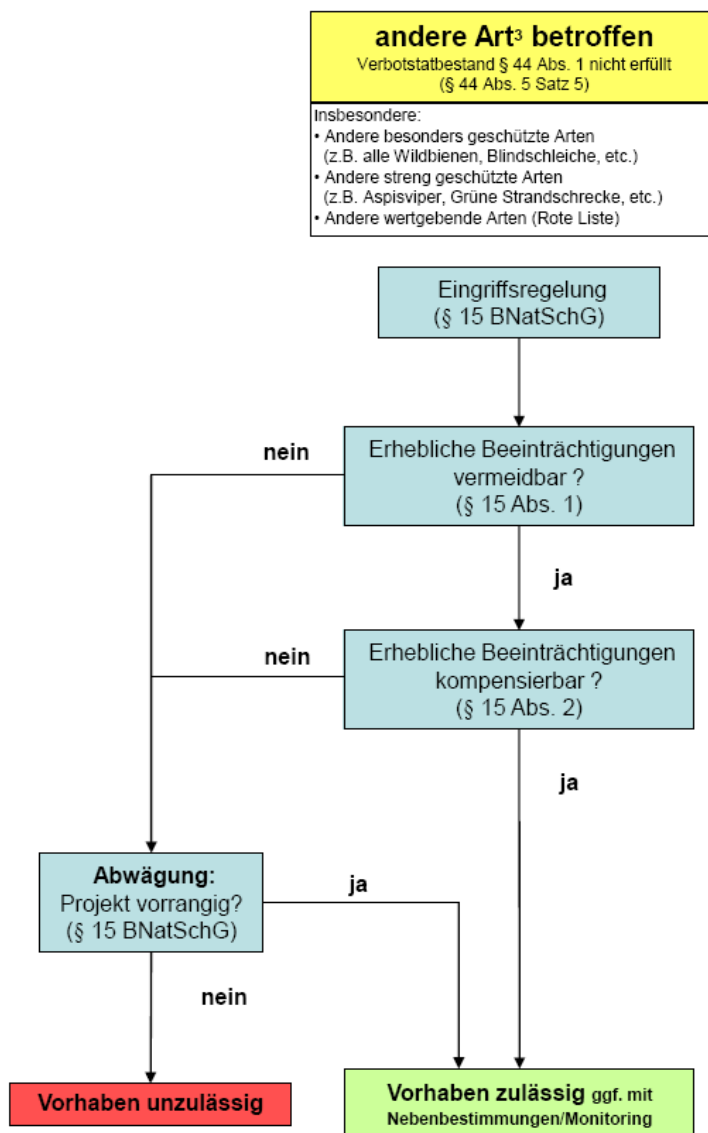 andere Art³ betroffen
Verbotstatbestand § 44 Abs. 1 nicht erfüllt
(§ 44 Abs. 5 Satz 5)
Insbesondere:
• Andere besonders geschützte Arten
(z.B. alle Wildbienen, Blindschleiche, etc.)
• Andere streng geschützte Arten
(z.B. Aspisviper, Grüne Strandschrecke, etc.)
• Andere wertgebende Arten (Rote Liste)
Eingriffsregelung
(§ 15 BNatSchG)
nein
Erhebliche Beeinträchtigungen
vermeidbar ?
(§ 15 Abs. 1)
ja
nein
Erhebliche Beeinträchtigungen
kompensierbar ?
(§ 15 Abs. 2)
ja
Abwägung:
Projekt vorrangig?
(§ 15 BNatSchG)
ja
nein
Vorhaben unzulässig
Vorhaben zulässig ggf. mit
Nebenbestimmungen/Monitoring